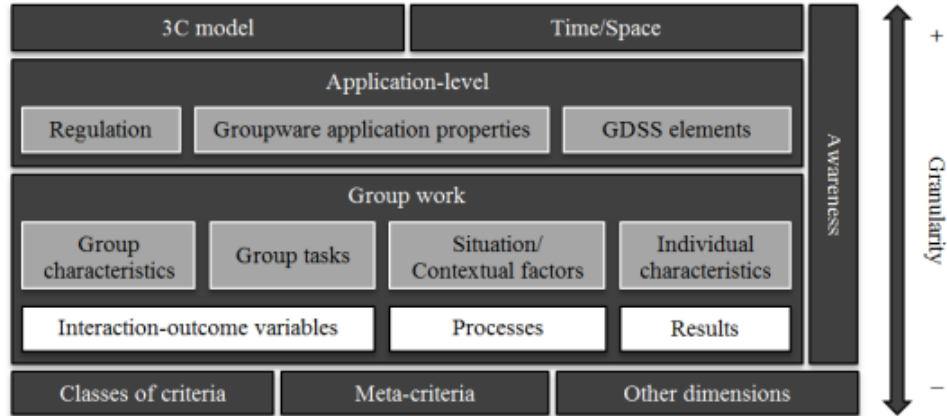 3C model
Time/Space
+
Application-level
Regulation
Groupware application properties
GDSS elements
Awareness
Granularity
Group work
Group
characteristics
Group tasks
Situation/
Contextual factors
Individual
characteristics
Interaction-outcome variables
Processes
Results
Classes of criteria
Meta-criteria
Other dimensions
−